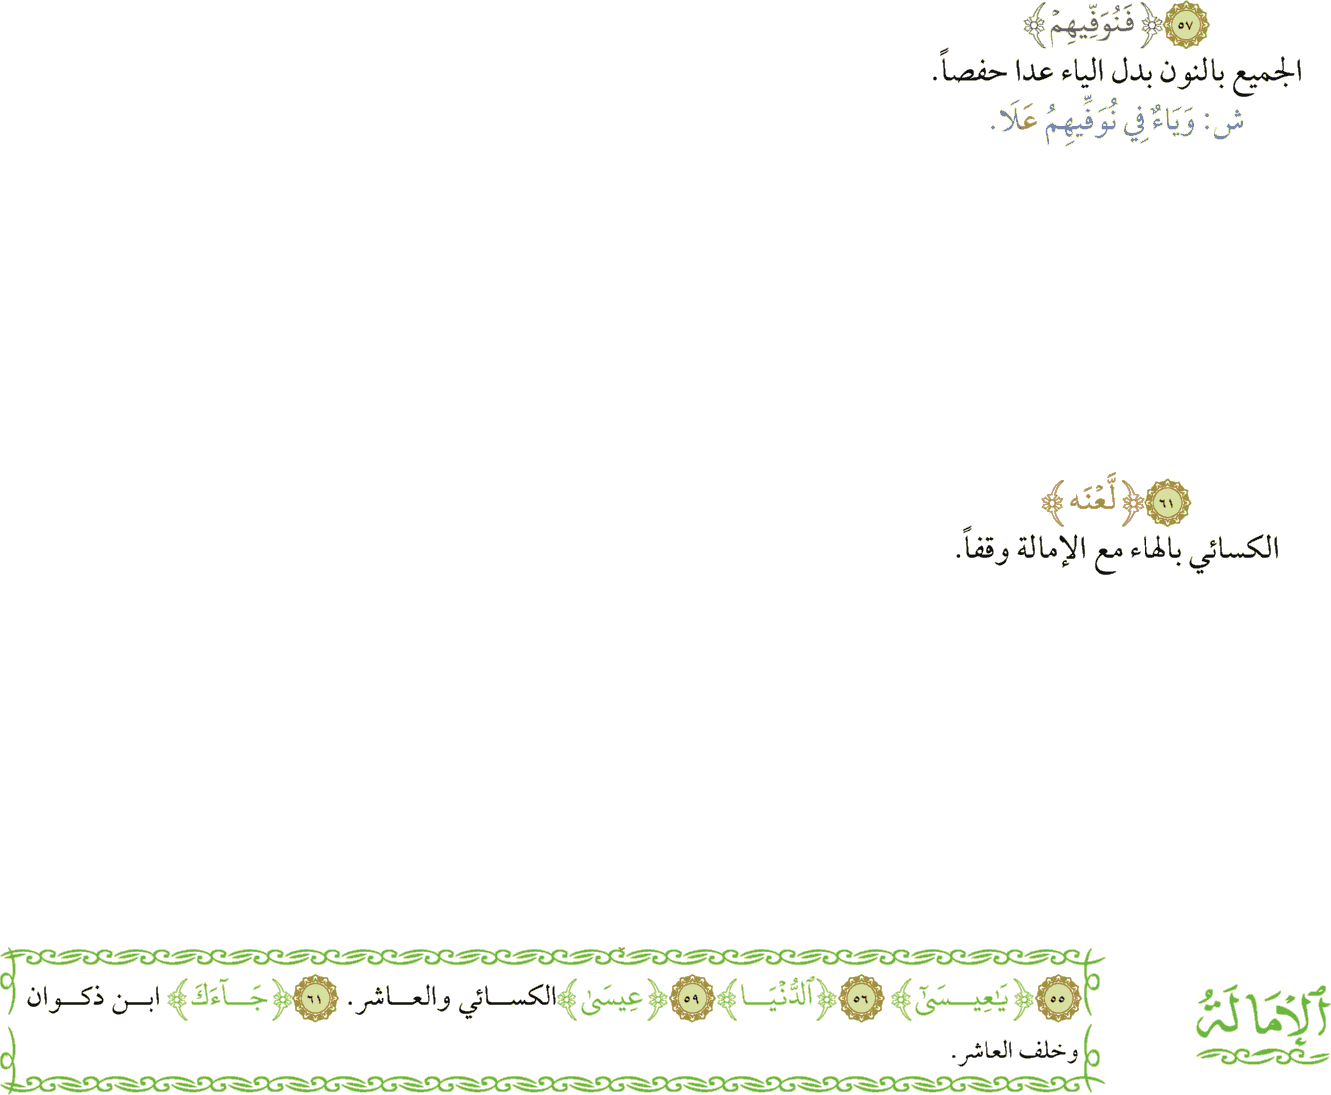 ٥٧ ﴿فَنُوَفِّيهِمۡ﴾
الجميع بالنون بدل الياء عدا حفصاً.
ش: وَيَاءٌ فِي نُوَفِّيهِمُ عَلَا.
٦١ ﴿لَّعۡنَه﴾
الكسائي بالهاء مع الإمالة وقفاً.
ٱلْإِمَالَةُ
٥٥ ﴿يَٰعِيسَىٰٓ﴾ ٥٦ ﴿ٱلدُّنْيَا﴾ ٥٩ ﴿عِيسَىٰ﴾ الكسائي والعاشر. ٦١ ﴿جَآءَكَ﴾ ابن ذكوان
وخلف العاشر.